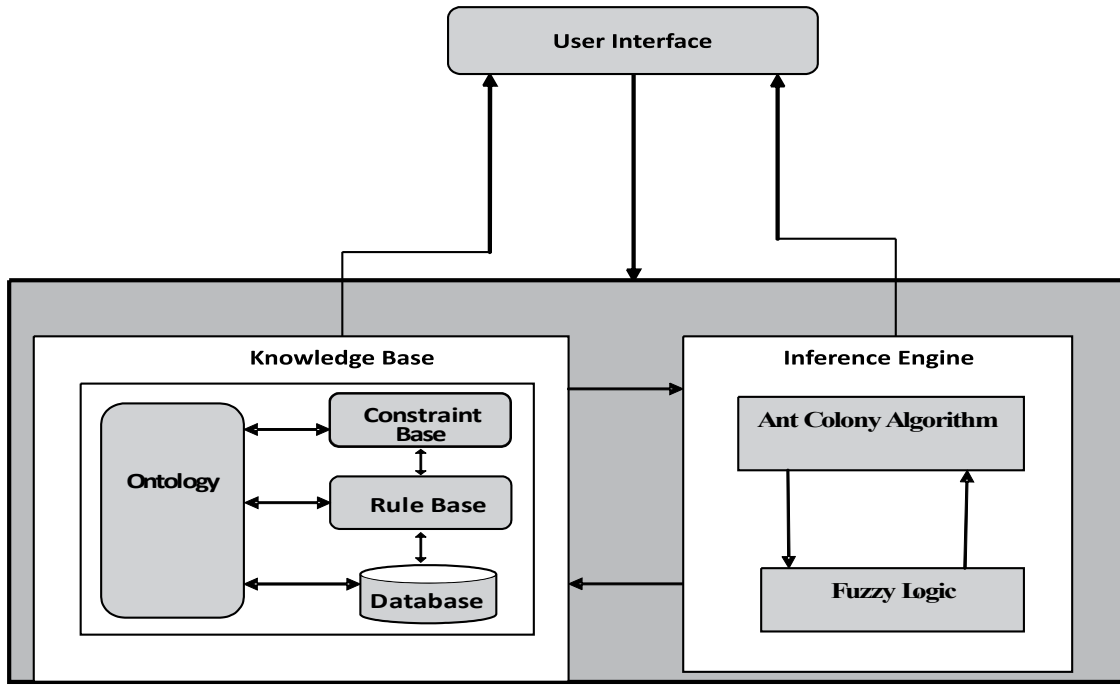 User Interface
Knowledge Base
Inference Engine
Constraint
Base
Ontology
Rule Base
Database
Ant Colony Algorithm
Fuzzy Logic